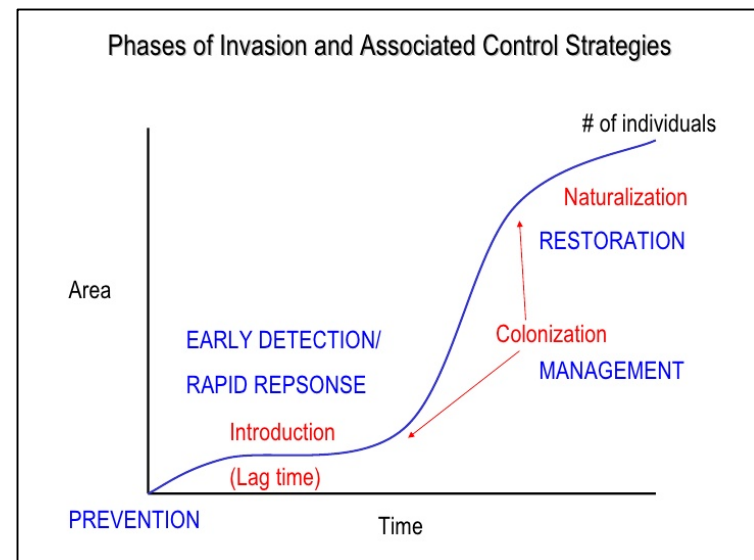 Phases of Invasion and Associated Control Strategies
# of individuals
Naturalization
RESTORATION
Area
EARLY DETECTION/
RAPID REPSONSE
Colonization
MANAGEMENT
Introduction
(Lag time)
PREVENTION
Time